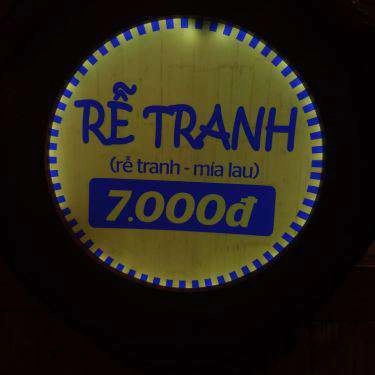 RỄ TRANH
(rễ tranh - mía lau)
7.000đ